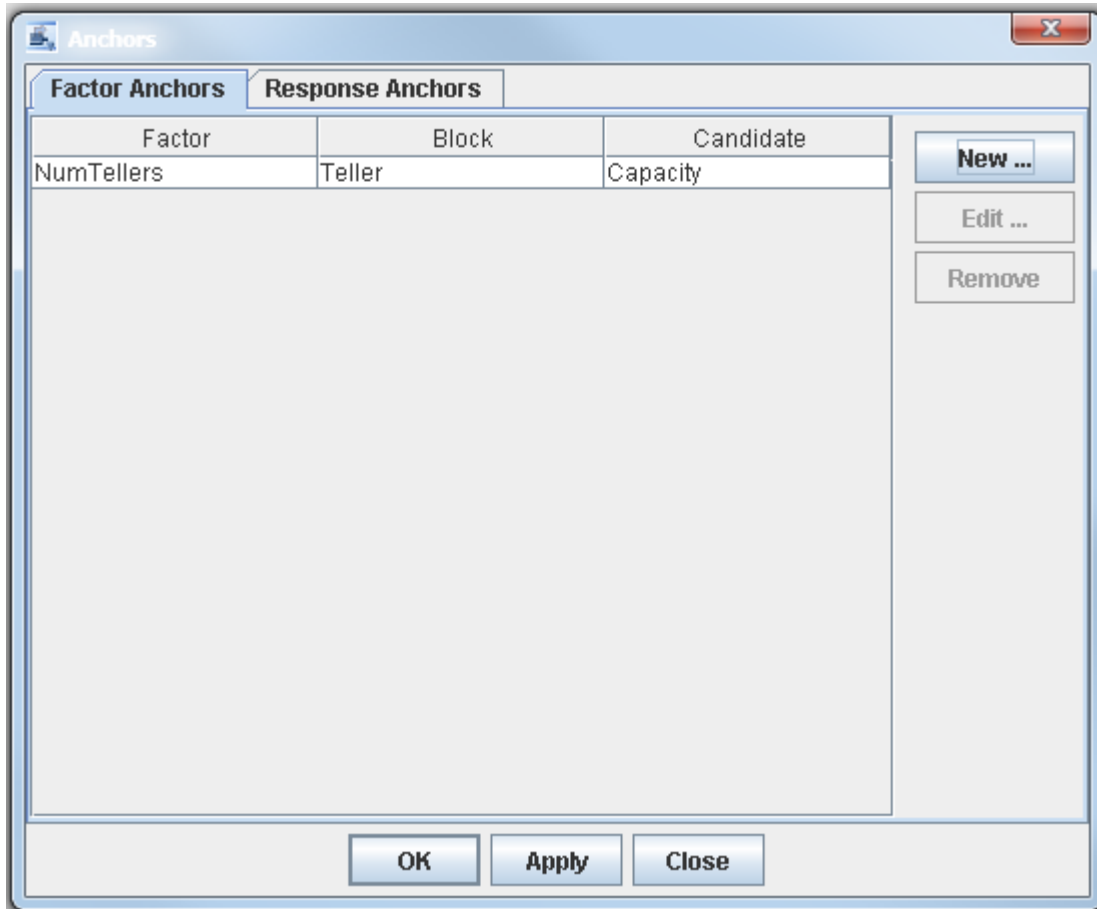 Anchors
Factor Anchors Response Anchors
Factor Block Candidate
NumTellers Teller Capacity
New ...
Edit ...
Remove
OK Apply Close